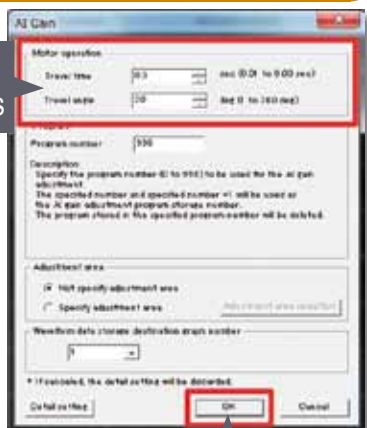 AI Gain
Motor operation
Travel time 0.3 sec (0.01 to 9.00 sec)
S
Travel angle 20 deg (1 to 360 deg)
Program
Program number 998
Description
Specify the program number (0 to 998) to be used for the AI gain
adjustment.
The specified number and specified number +1 will be used as
the AI gain adjustment program storage number.
The program stored in the specified program number will be deleted.
Adjustment area
Not specify adjustment area
Specify adjustment area Adjustment area selection
Waveform data storage destination graph number
1
* If canceled, the detail setting will be discarded.
Detail setting OK Cancel